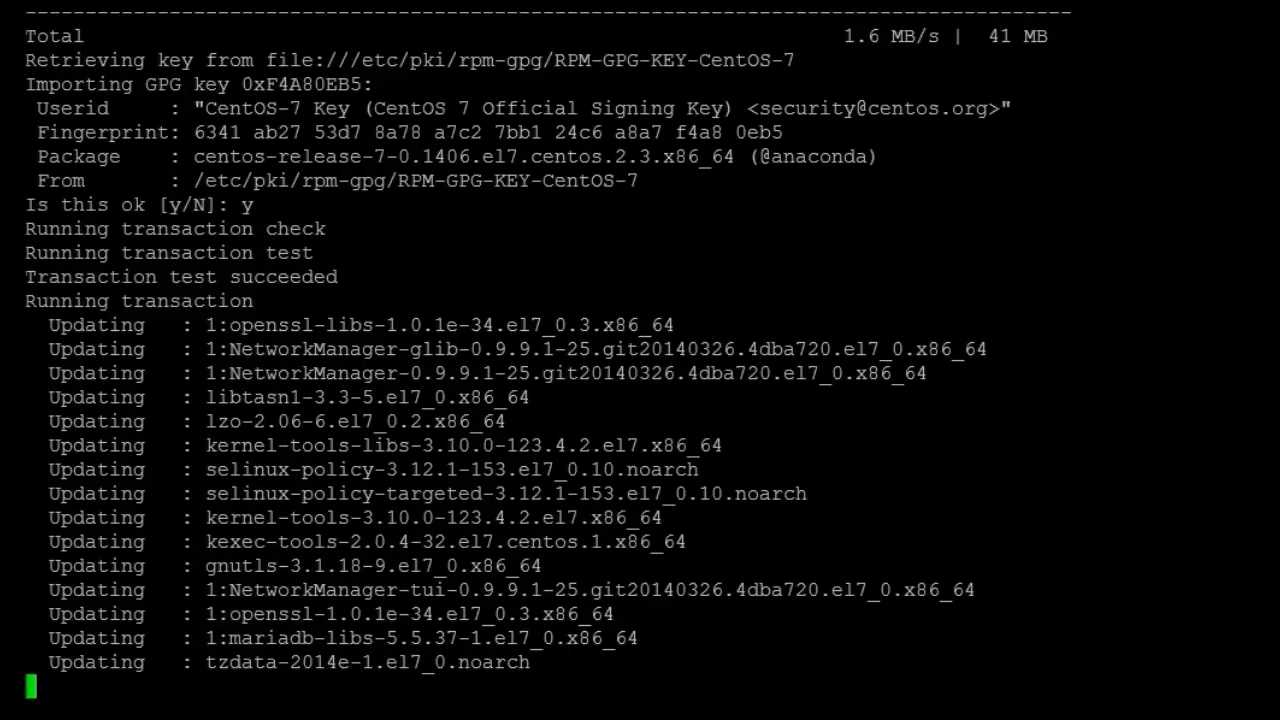 --------------------------------------------------------------------------------
Total 1.6 MB/s | 41 MB
Retrieving key from file:///etc/pki/rpm-gpg/RPM-GPG-KEY-CentOS-7
Importing GPG key 0xF4A80EB5:
Userid : "CentOS-7 Key (CentOS 7 Official Signing Key) <security@centos.org>"
Fingerprint: 6341 ab27 53d7 8a78 a7c2 7bb1 24c6 a8a7 f4a8 0eb5
Package : centos-release-7-0.1406.el7.centos.2.3.x86_64 (@anaconda)
From : /etc/pki/rpm-gpg/RPM-GPG-KEY-CentOS-7
Is this ok [y/N]: y
Running transaction check
Running transaction test
Transaction test succeeded
Running transaction
Updating : 1:openssl-libs-1.0.1e-34.el7_0.3.x86_64
Updating : 1:NetworkManager-glib-0.9.9.1-25.git20140326.4dba720.el7_0.x86_64
Updating : 1:NetworkManager-0.9.9.1-25.git20140326.4dba720.el7_0.x86_64
Updating : libtasn1-3.3-5.el7_0.x86_64
Updating : lzo-2.06-6.el7_0.2.x86_64
Updating : kernel-tools-libs-3.10.0-123.4.2.el7.x86_64
Updating : selinux-policy-3.12.1-153.el7_0.10.noarch
Updating : selinux-policy-targeted-3.12.1-153.el7_0.10.noarch
Updating : kernel-tools-3.10.0-123.4.2.el7.x86_64
Updating : kexec-tools-2.0.4-32.el7.centos.1.x86_64
Updating : gnutls-3.1.18-9.el7_0.x86_64
Updating : 1:NetworkManager-tui-0.9.9.1-25.git20140326.4dba720.el7_0.x86_64
Updating : 1:openssl-1.0.1e-34.el7_0.3.x86_64
Updating : 1:mariadb-libs-5.5.37-1.el7_0.x86_64
Updating : tzdata-2014e-1.el7_0.noarch